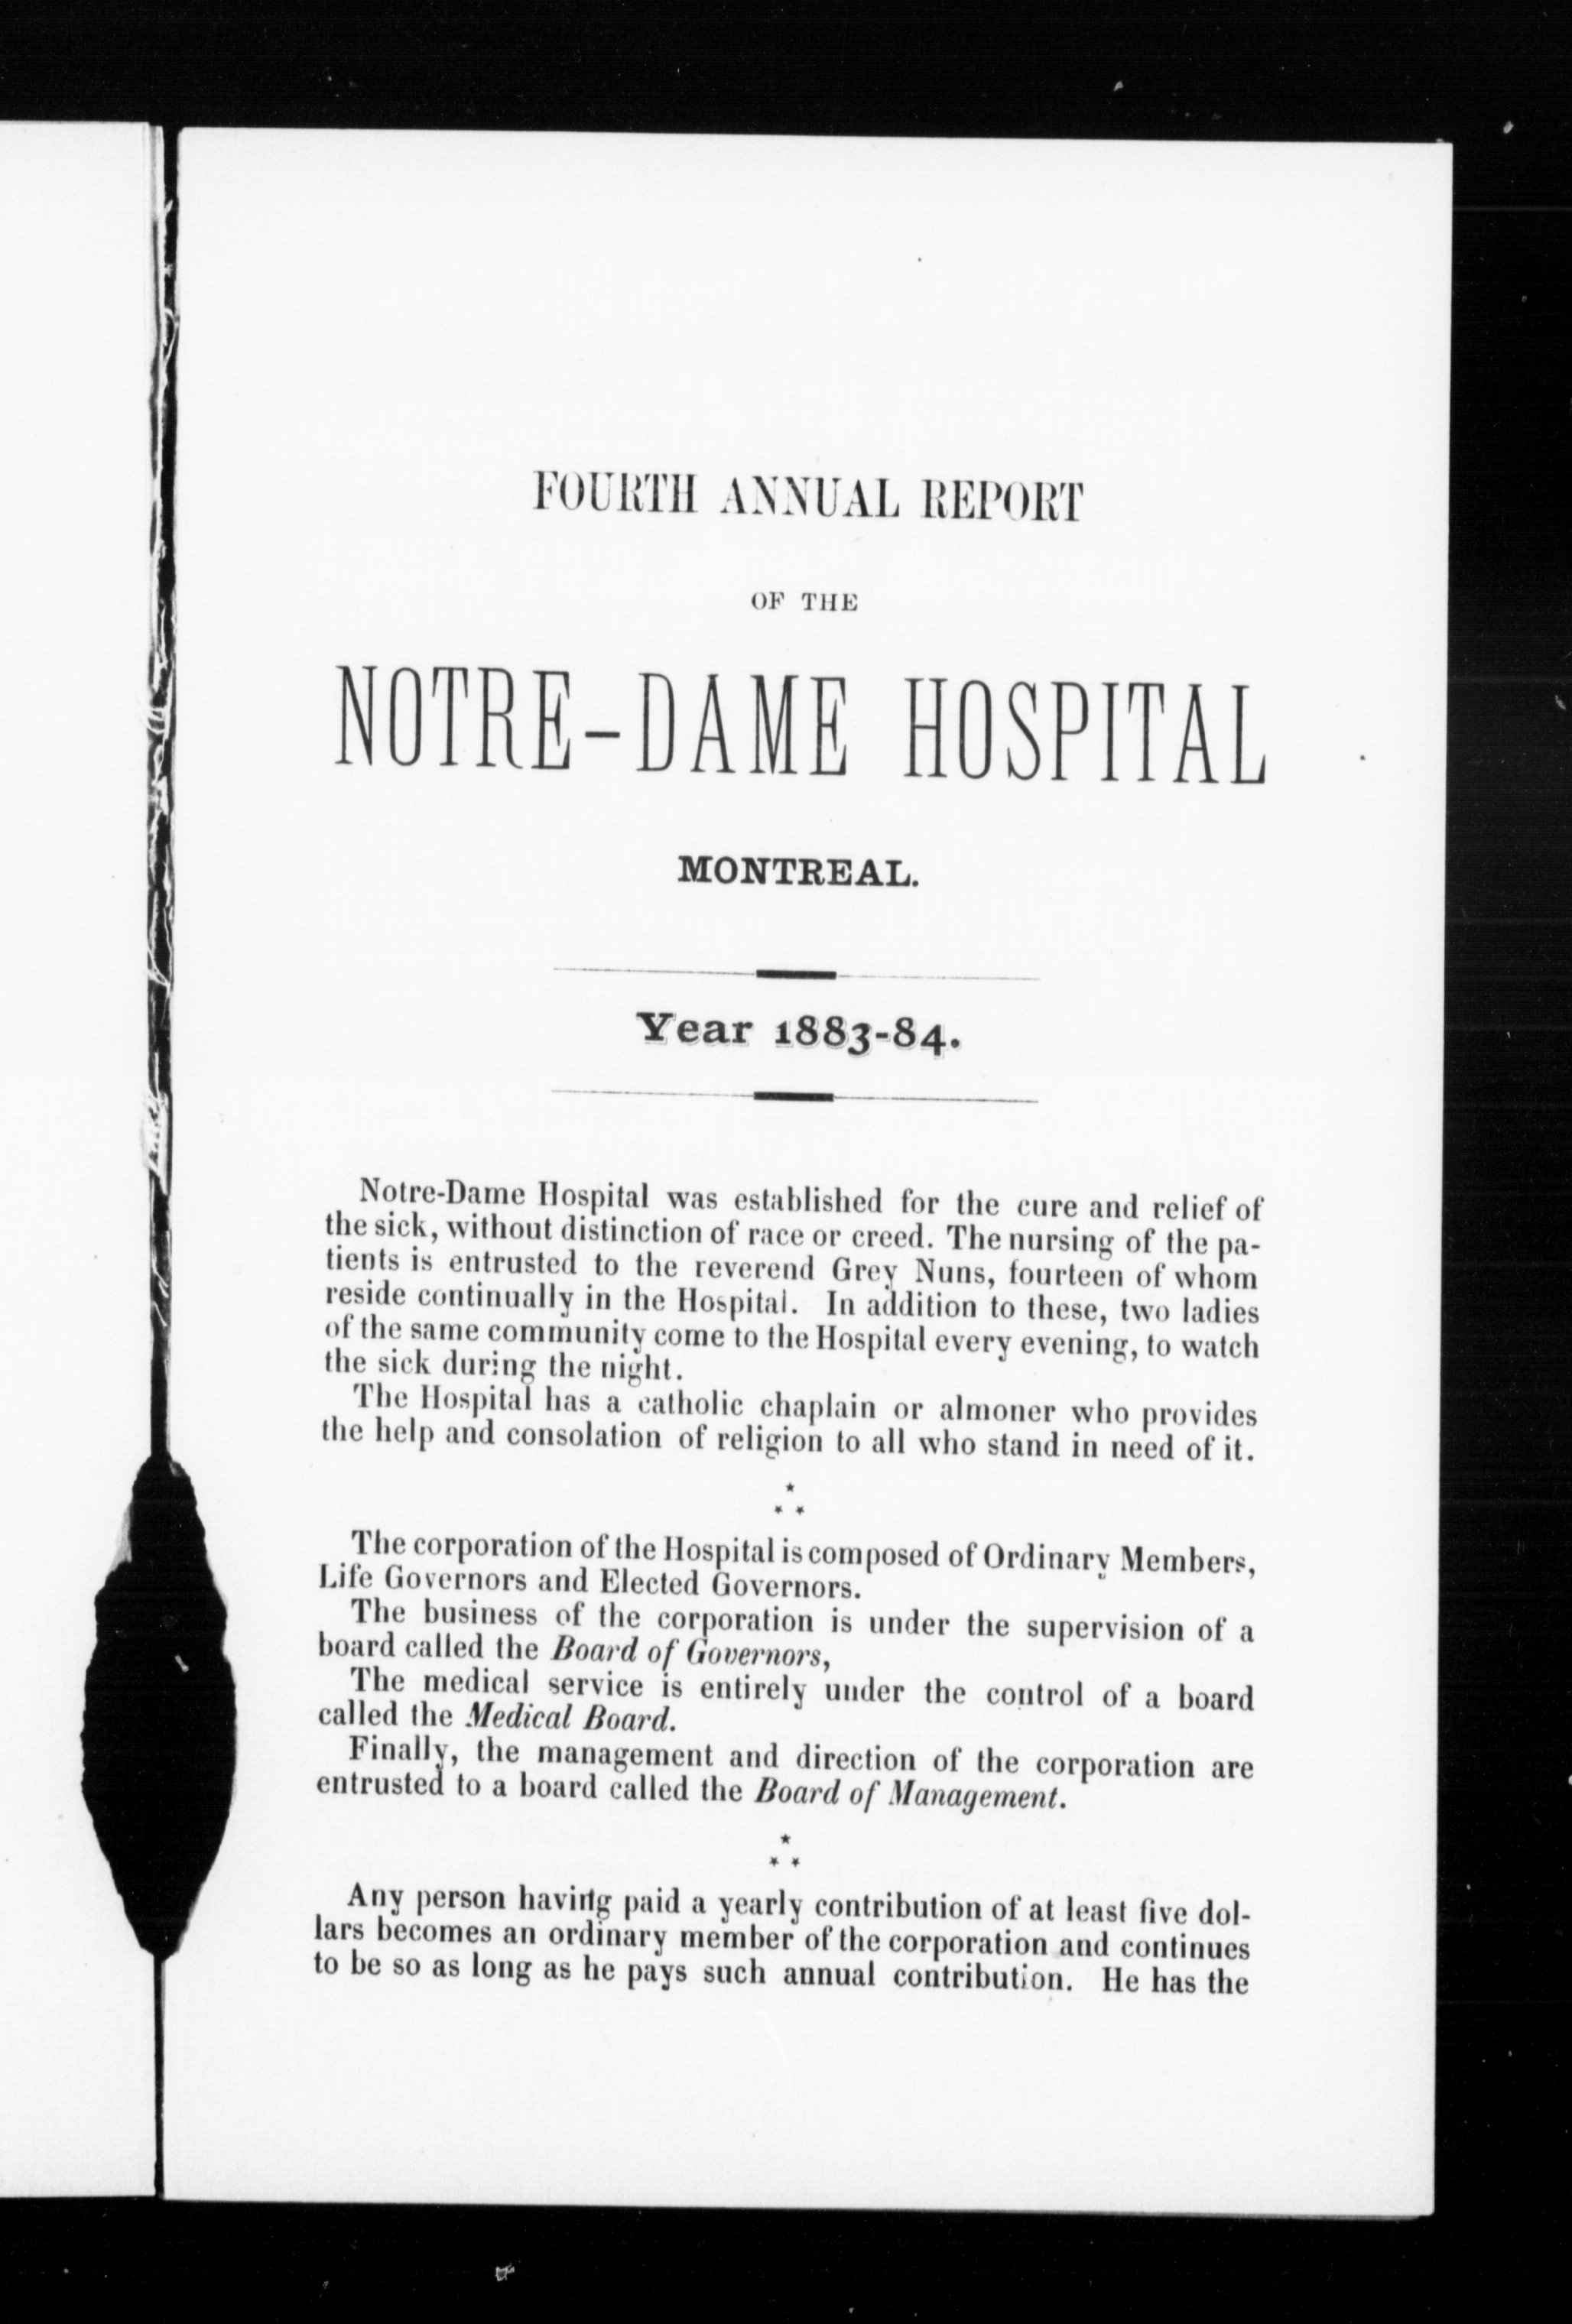 FOURTH ANNUAL REPORT
OF THE
NOTRE-DAME HOSPITAL
MONTREAL.
Year 1883-84.
Notre-Dame Hospital was established for the cure and relief of
the sick, without distinction of race or creed. The nursing of the pa-
tients is entrusted to the reverend Grey Nuns, fourteen of whom
reside continually in the Hospital. In addition to these, two ladies
of the same community come to the Hospital every evening, to watch
the sick during the night.
The Hospital has a catholic chaplain or almoner who provides
the help and consolation of religion to all who stand in need of it.
*
* *
The corporation of the Hospital is composed of Ordinary Members,
Life Governors and Elected Governors.
The business of the corporation is under the supervision of a
board called the Board of Governors,
The medical service is entirely under the control of a board
called the Medical Board.
Finally, the management and direction of the corporation are
entrusted to a board called the Board of Management.
*
* *
Any person having paid a yearly contribution of at least five dol-
lars becomes an ordinary member of the corporation and continues
to be so as long as he pays such annual contribution. He has the